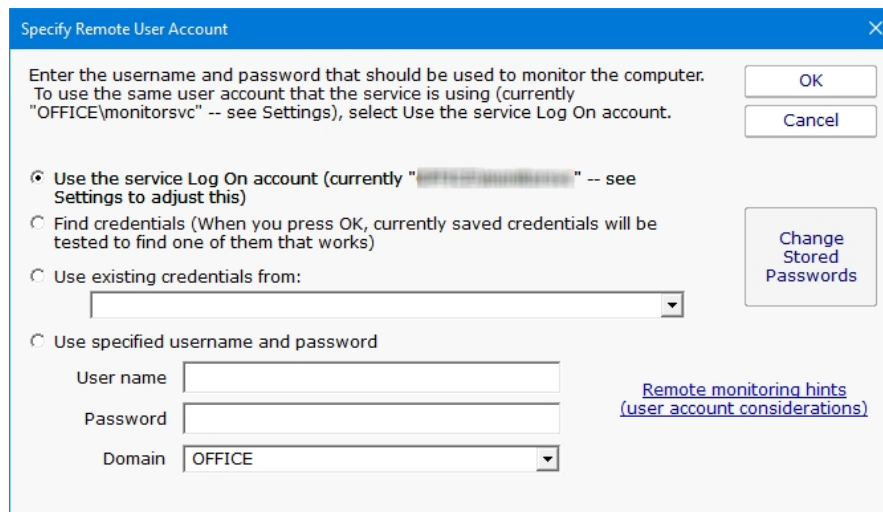 Specify Remote User Account
Enter the username and password that should be used to monitor the computer.
To use the same user account that the service is using (currently
"OFFICE\monitorsvc" -- see Settings), select Use the service Log On account.
OK
Cancel
Use the service Log On account (currently " " -- see
Settings to adjust this)
Find credentials (When you press OK, currently saved credentials will be
tested to find one of them that works)
Change
Stored
Passwords
Use existing credentials from:
Use specified username and password
User name
Password
Domain
OFFICE
Remote monitoring hints
(user account considerations)